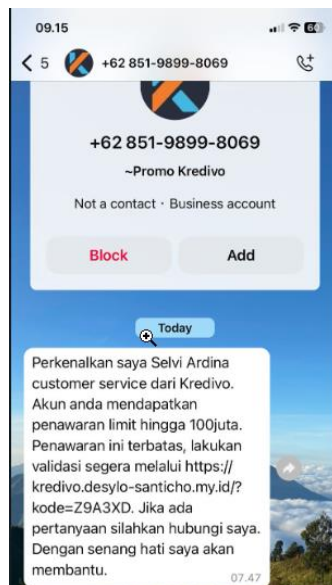 09.15
60
5 +62 851-9899-8069
+62 851-9899-8069
~Promo Kredivo
Not a contact · Business account
Block Add
Today
Perkenalkan saya Selvi Ardina
customer service dari Kredivo.
Akun anda mendapatkan
penawaran limit hingga 100juta.
Penawaran ini terbatas, lakukan
validasi segera melalui https://
kredivo.desylo-santicho.my.id/?
kode=Z9A3XD. Jika ada
pertanyaan silahkan hubungi saya.
Dengan senang hati saya akan
membantu.
07.47